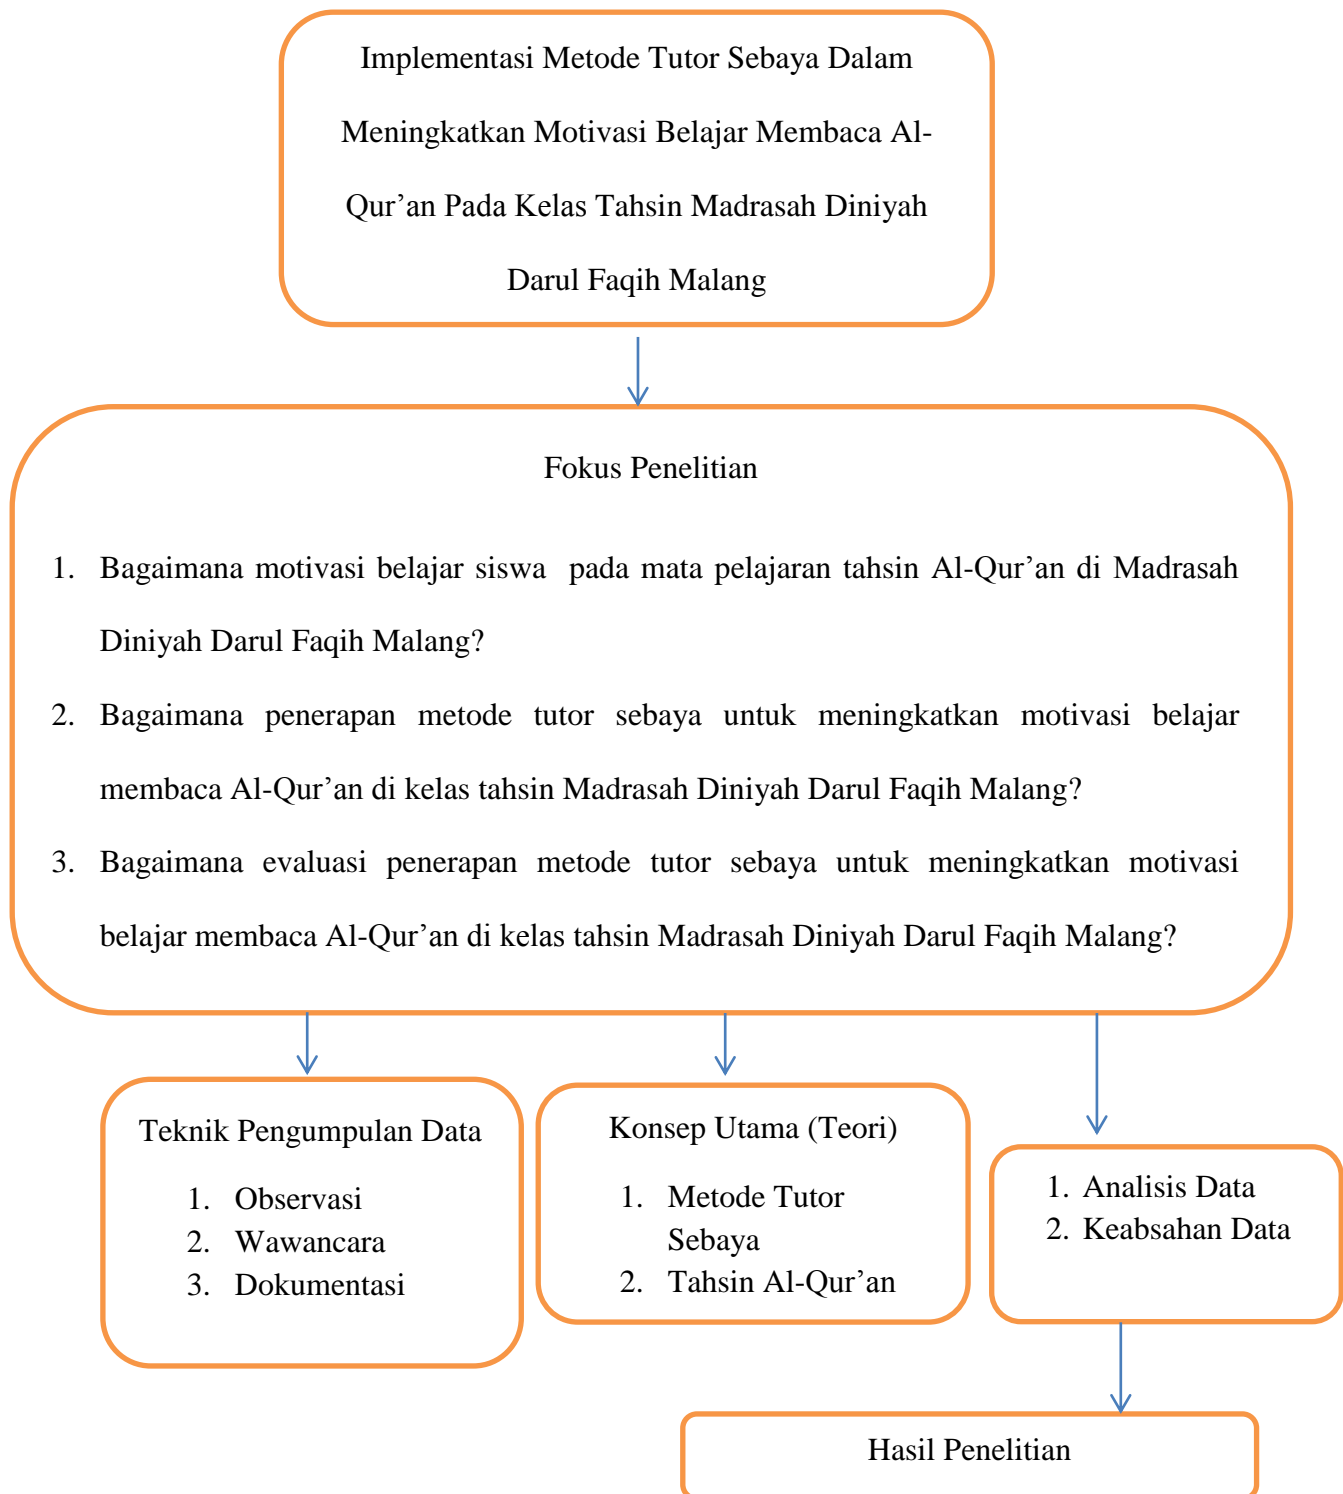 Implementasi Metode Tutor Sebaya Dalam
Meningkatkan Motivasi Belajar Membaca Al-
Qur’an Pada Kelas Tahsin Madrasah Diniyah
Darul Faqih Malang
Fokus Penelitian
1. Bagaimana motivasi belajar siswa pada mata pelajaran tahsin Al-Qur’an di Madrasah
Diniyah Darul Faqih Malang?
2. Bagaimana penerapan metode tutor sebaya untuk meningkatkan motivasi belajar
membaca Al-Qur’an di kelas tahsin Madrasah Diniyah Darul Faqih Malang?
3. Bagaimana evaluasi penerapan metode tutor sebaya untuk meningkatkan motivasi
belajar membaca Al-Qur’an di kelas tahsin Madrasah Diniyah Darul Faqih Malang?
Teknik Pengumpulan Data
1. Observasi
2. Wawancara
3. Dokumentasi
Konsep Utama (Teori)
1. Metode Tutor
Sebaya
2. Tahsin Al-Qur’an
1. Analisis Data
2. Keabsahan Data
Hasil Penelitian